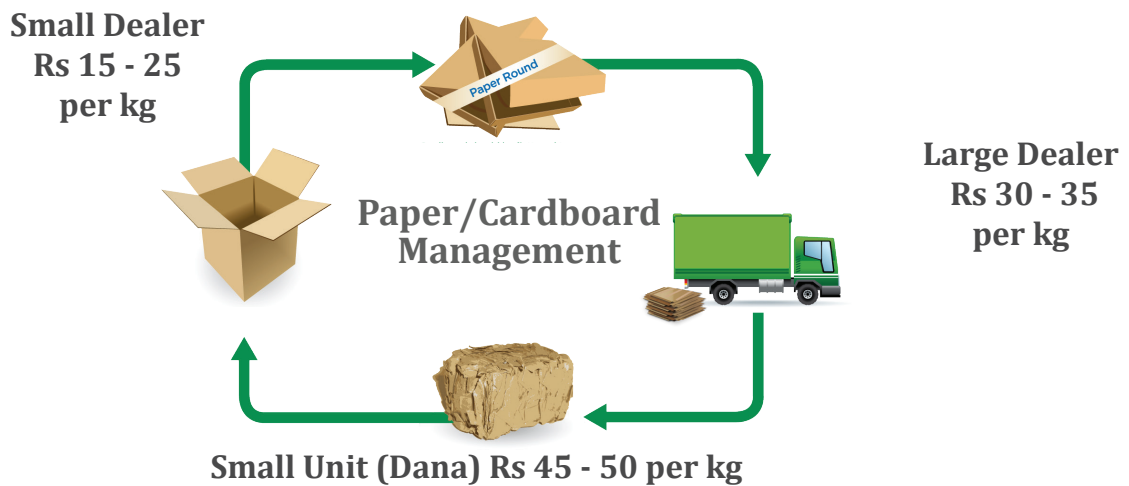 Small Dealer
Rs 15 - 25
per kg
Paper Round
Large Dealer
Rs 30 - 35
per kg
Paper/Cardboard
Management
Small Unit (Dana) Rs 45 - 50 per kg